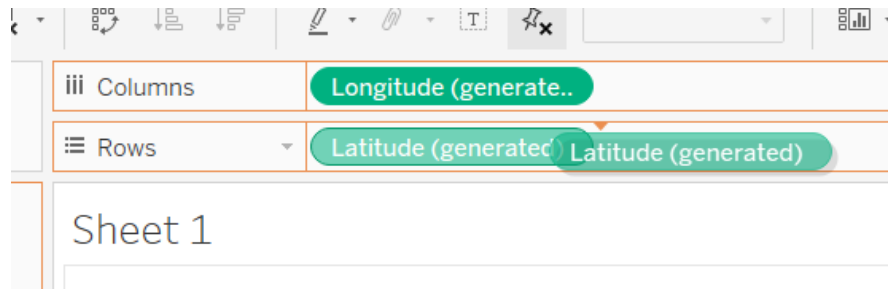 T
Columns
Longitude (generate..
Rows
Latitude (generated)
Latitude (generated)
Sheet 1